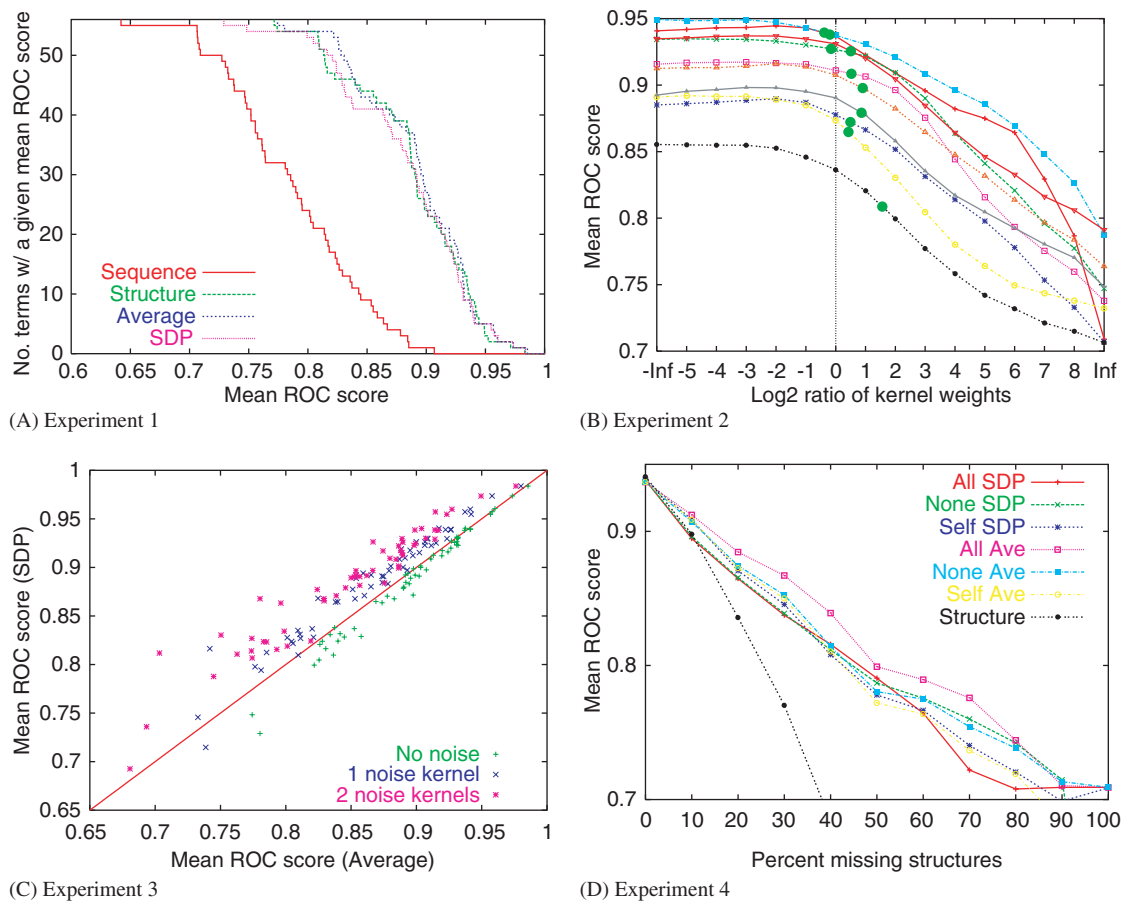 No. terms w/ a given mean ROC score
50
40
30
20
10
0
Sequence
Structure
Average
SDP
0.6 0.65 0.7 0.75 0.8 0.85 0.9 0.95 1
Mean ROC score
(A) Experiment 1
Mean ROC score
0.95
0.9
0.85
0.8
0.75
0.7
-Inf -5 -4 -3 -2 -1 0 1 2 3 4 5 6 7 8 Inf
Log2 ratio of kernel weights
(B) Experiment 2
Mean ROC score (SDP)
1
0.95
0.9
0.85
0.8
0.75
0.7
0.65
No noise
1 noise kernel
2 noise kernels
0.65 0.7 0.75 0.8 0.85 0.9 0.95 1
Mean ROC score (Average)
(C) Experiment 3
Mean ROC score
0.9
0.8
0.7
All SDP
None SDP
Self SDP
All Ave
None Ave
Self Ave
Structure
0 10 20 30 40 50 60 70 80 90 100
Percent missing structures
(D) Experiment 4